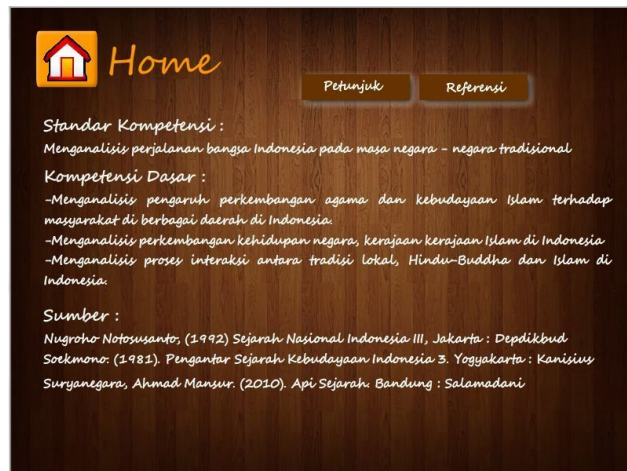 Home
Petunjuk Referensi
Standar Kompetensi :
Menganalisis perjalanan bangsa Indonesia pada masa negara - negara tradisional
Kompetensi Dasar :
-Menganalisis pengaruh perkembangan agama dan kebudayaan Islam terhadap
masyarakat di berbagai daerah di Indonesia.
-Menganalisis perkembangan kehidupan negara, kerajaan kerajaan Islam di Indonesia
-Menganalisis proses interaksi antara tradisi lokal, Hindu-Buddha dan Islam di
Indonesia.
Sumber :
Nugroho Notosusanto, (1992) Sejarah Nasional Indonesia III, Jakarta : Depdikbud
Soekmono. (1981). Pengantar Sejarah Kebudayaan Indonesia 3. Yogyakarta : Kanisius
Suryanegara, Ahmad Mansur. (2010). Api Sejarah. Bandung : Salamadani